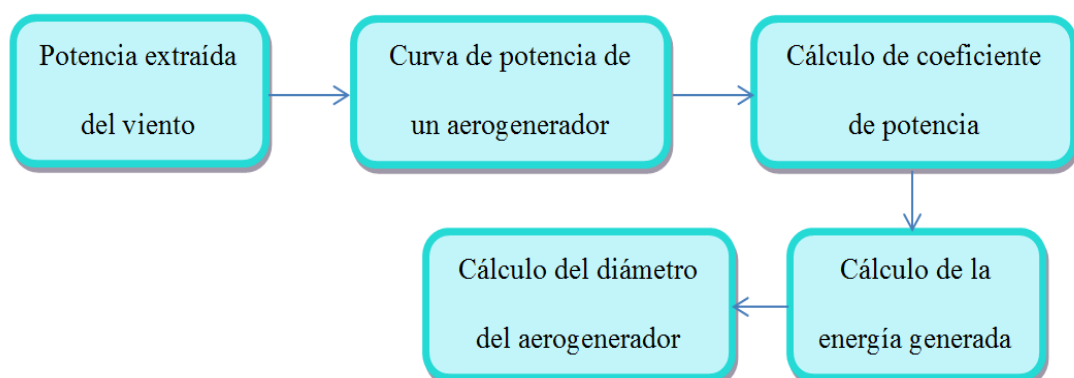 Potencia extraída
del viento
Curva de potencia de
un aerogenerador
Cálculo de coeficiente
de potencia
Cálculo de la
energía generada
Cálculo del diámetro
del aerogenerador